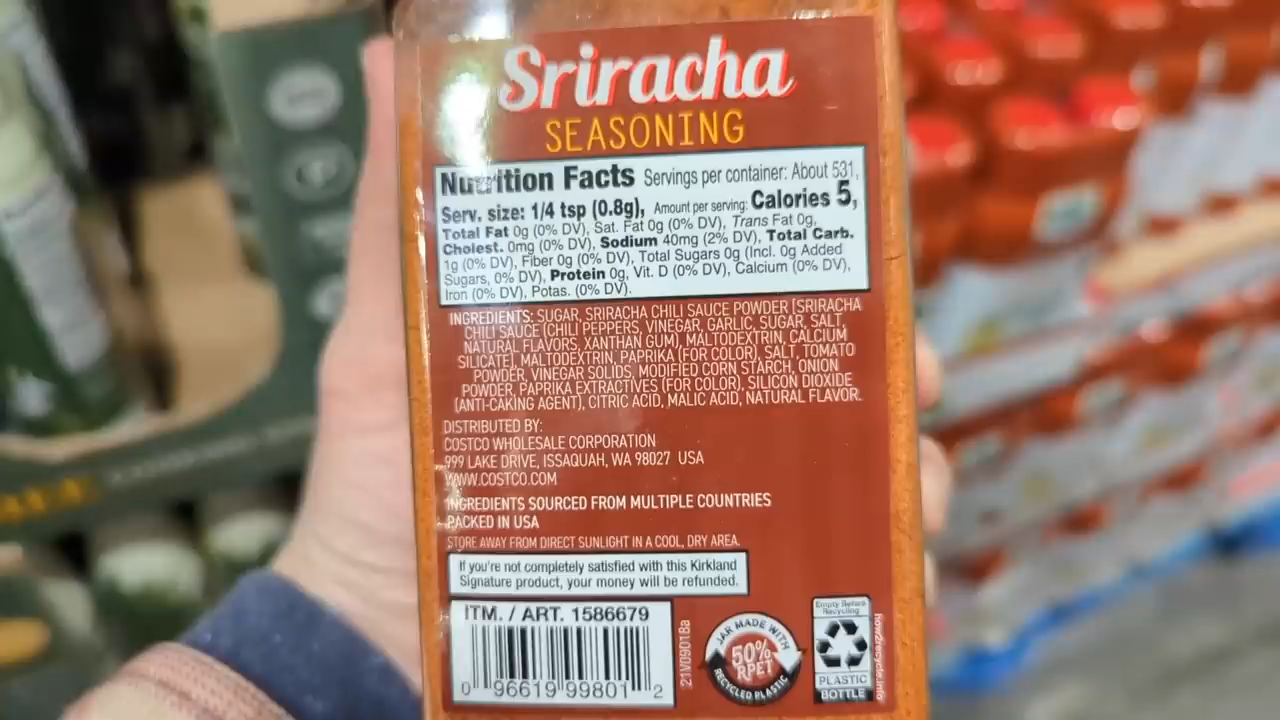 Sriracha
SEASONING
Nutrition Facts Servings per container: About 531,
Serv. size: 1/4 tsp (0.8g), Amount per serving: Calories 5,
Total Fat 0g (0% DV), Sat. Fat 0g (0% DV), Trans Fat 0g,
Cholest. 0mg (0% DV), Sodium 40mg (2% DV), Total Carb.
1g (0% DV), Fiber 0g (0% DV), Total Sugars 0g (Incl. 0g Added
Sugars, 0% DV), Protein 0g, Vit. D (0% DV), Calcium (0% DV),
Iron (0% DV), Potas. (0% DV).
INGREDIENTS: SUGAR, SRIRACHA CHILI SAUCE POWDER [SRIRACHA
CHILI SAUCE (CHILI PEPPERS, VINEGAR, GARLIC, SUGAR, SALT,
NATURAL FLAVORS, XANTHAN GUM), MALTODEXTRIN, CALCIUM
SILICATE], MALTODEXTRIN, PAPRIKA (FOR COLOR), SALT, TOMATO
POWDER, VINEGAR SOLIDS, MODIFIED CORN STARCH, ONION
POWDER, PAPRIKA EXTRACTIVES (FOR COLOR), SILICON DIOXIDE
(ANTI-CAKING AGENT), CITRIC ACID, MALIC ACID, NATURAL FLAVOR.
DISTRIBUTED BY:
COSTCO WHOLESALE CORPORATION
999 LAKE DRIVE, ISSAQUAH, WA 98027 USA
WWW.COSTCO.COM
INGREDIENTS SOURCED FROM MULTIPLE COUNTRIES
PACKED IN USA
STORE AWAY FROM DIRECT SUNLIGHT IN A COOL, DRY AREA.
If you're not completely satisfied with this Kirkland
Signature product, your money will be refunded.
ITM. / ART. 1586679
0 96619 99801 2
21V09018a
JAR MADE WITH
50%
RPET
RECYCLED PLASTIC
Empty Before
Recycling
PLASTIC
BOTTLE
how2recycle.info